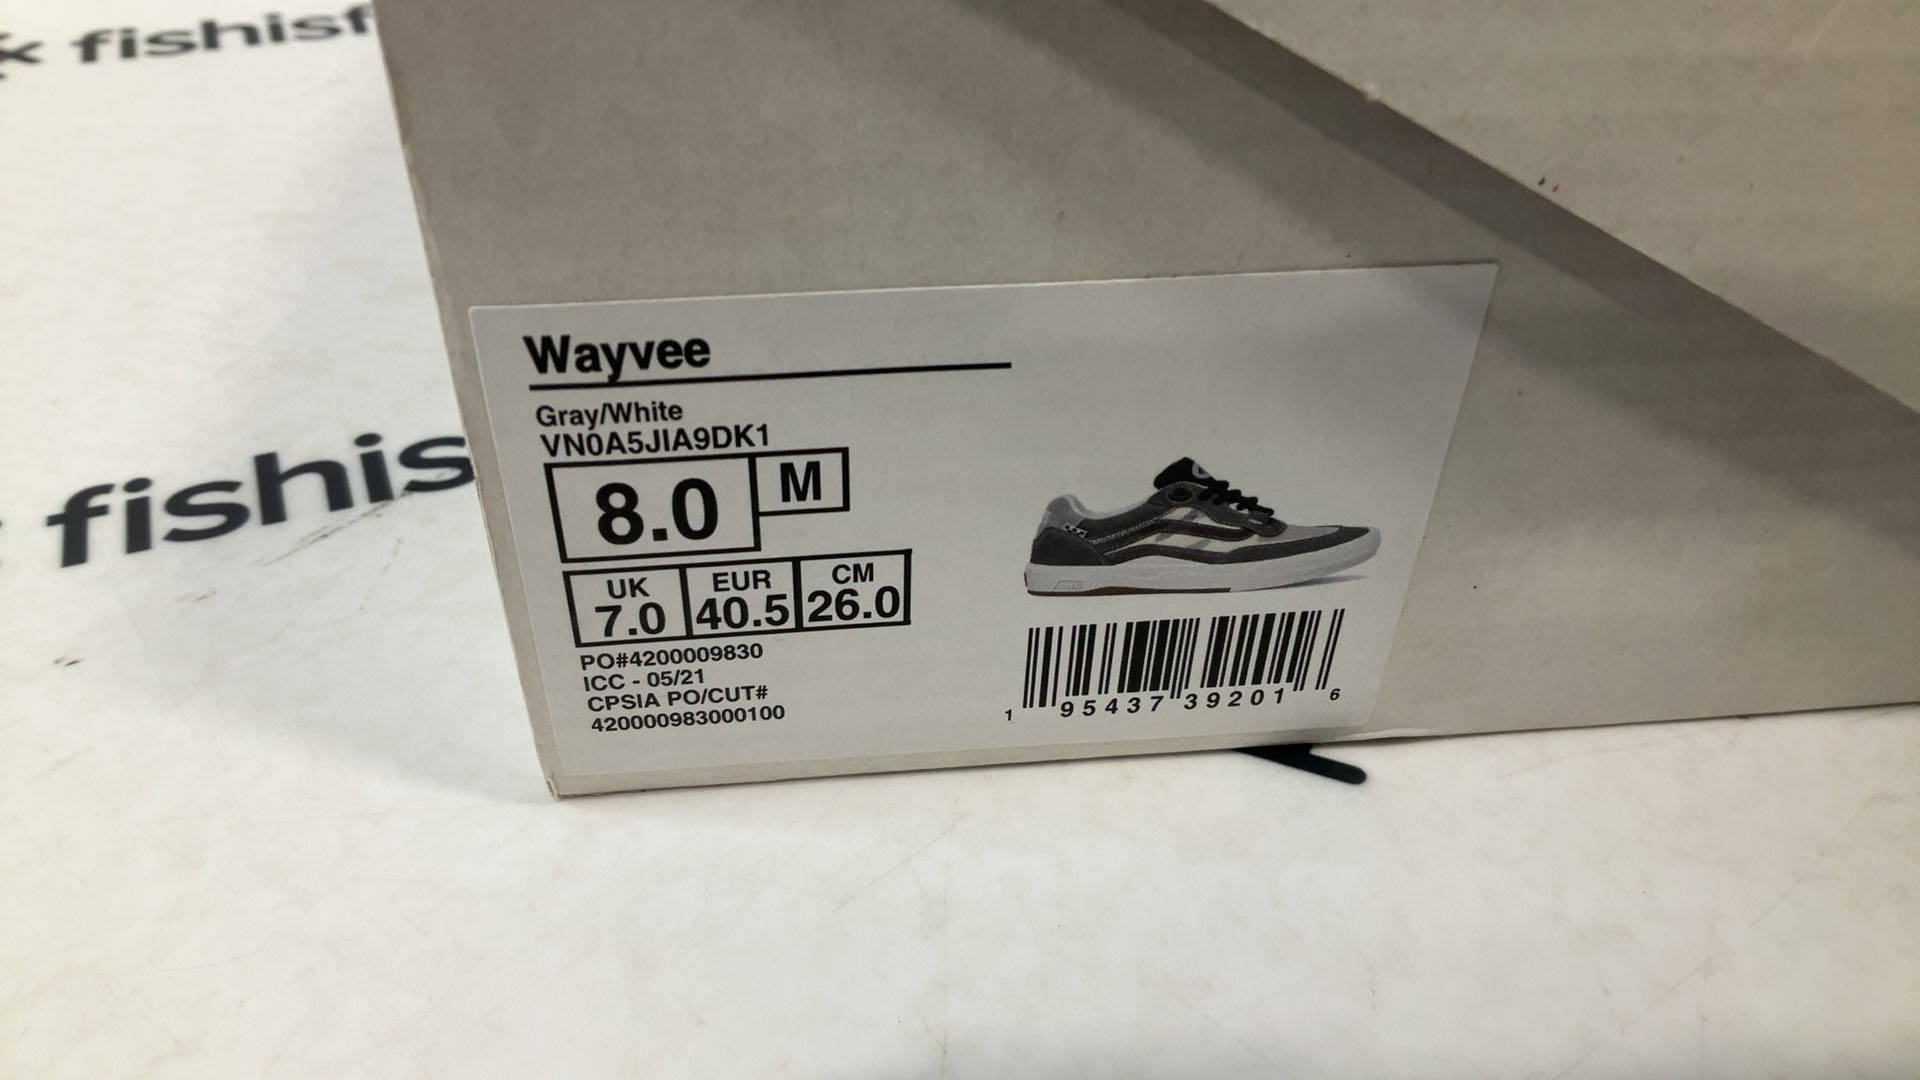 fishisf
fishis
Wayvee
Gray/White
VN0A5JIA9DK1
8.0 M
UK EUR CM
7.0 40.5 26.0
PO#4200009830
ICC - 05/21
CPSIA PO/CUT#
420000983000100
1 95437 39201 6